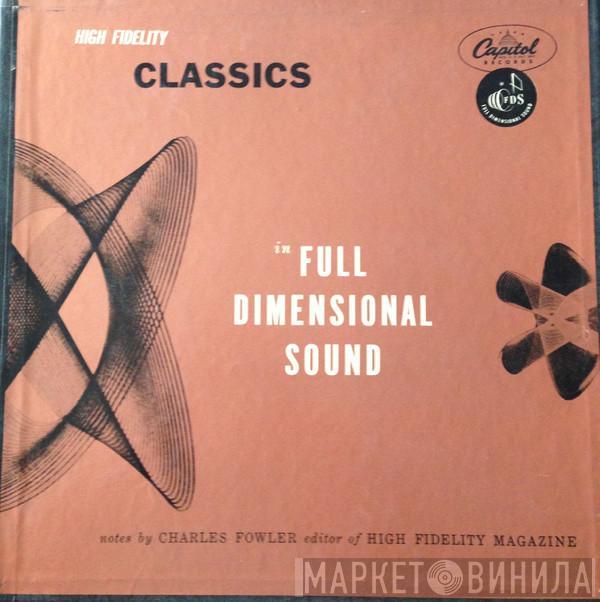 HIGH FIDELITY
CLASSICS
Capitol
RECORDS
FDS
FULL DIMENSIONAL SOUND
in FULL
DIMENSIONAL
SOUND
notes by CHARLES FOWLER editor of HIGH FIDELITY MAGAZINE
МАРКЕТ ВИНИЛА